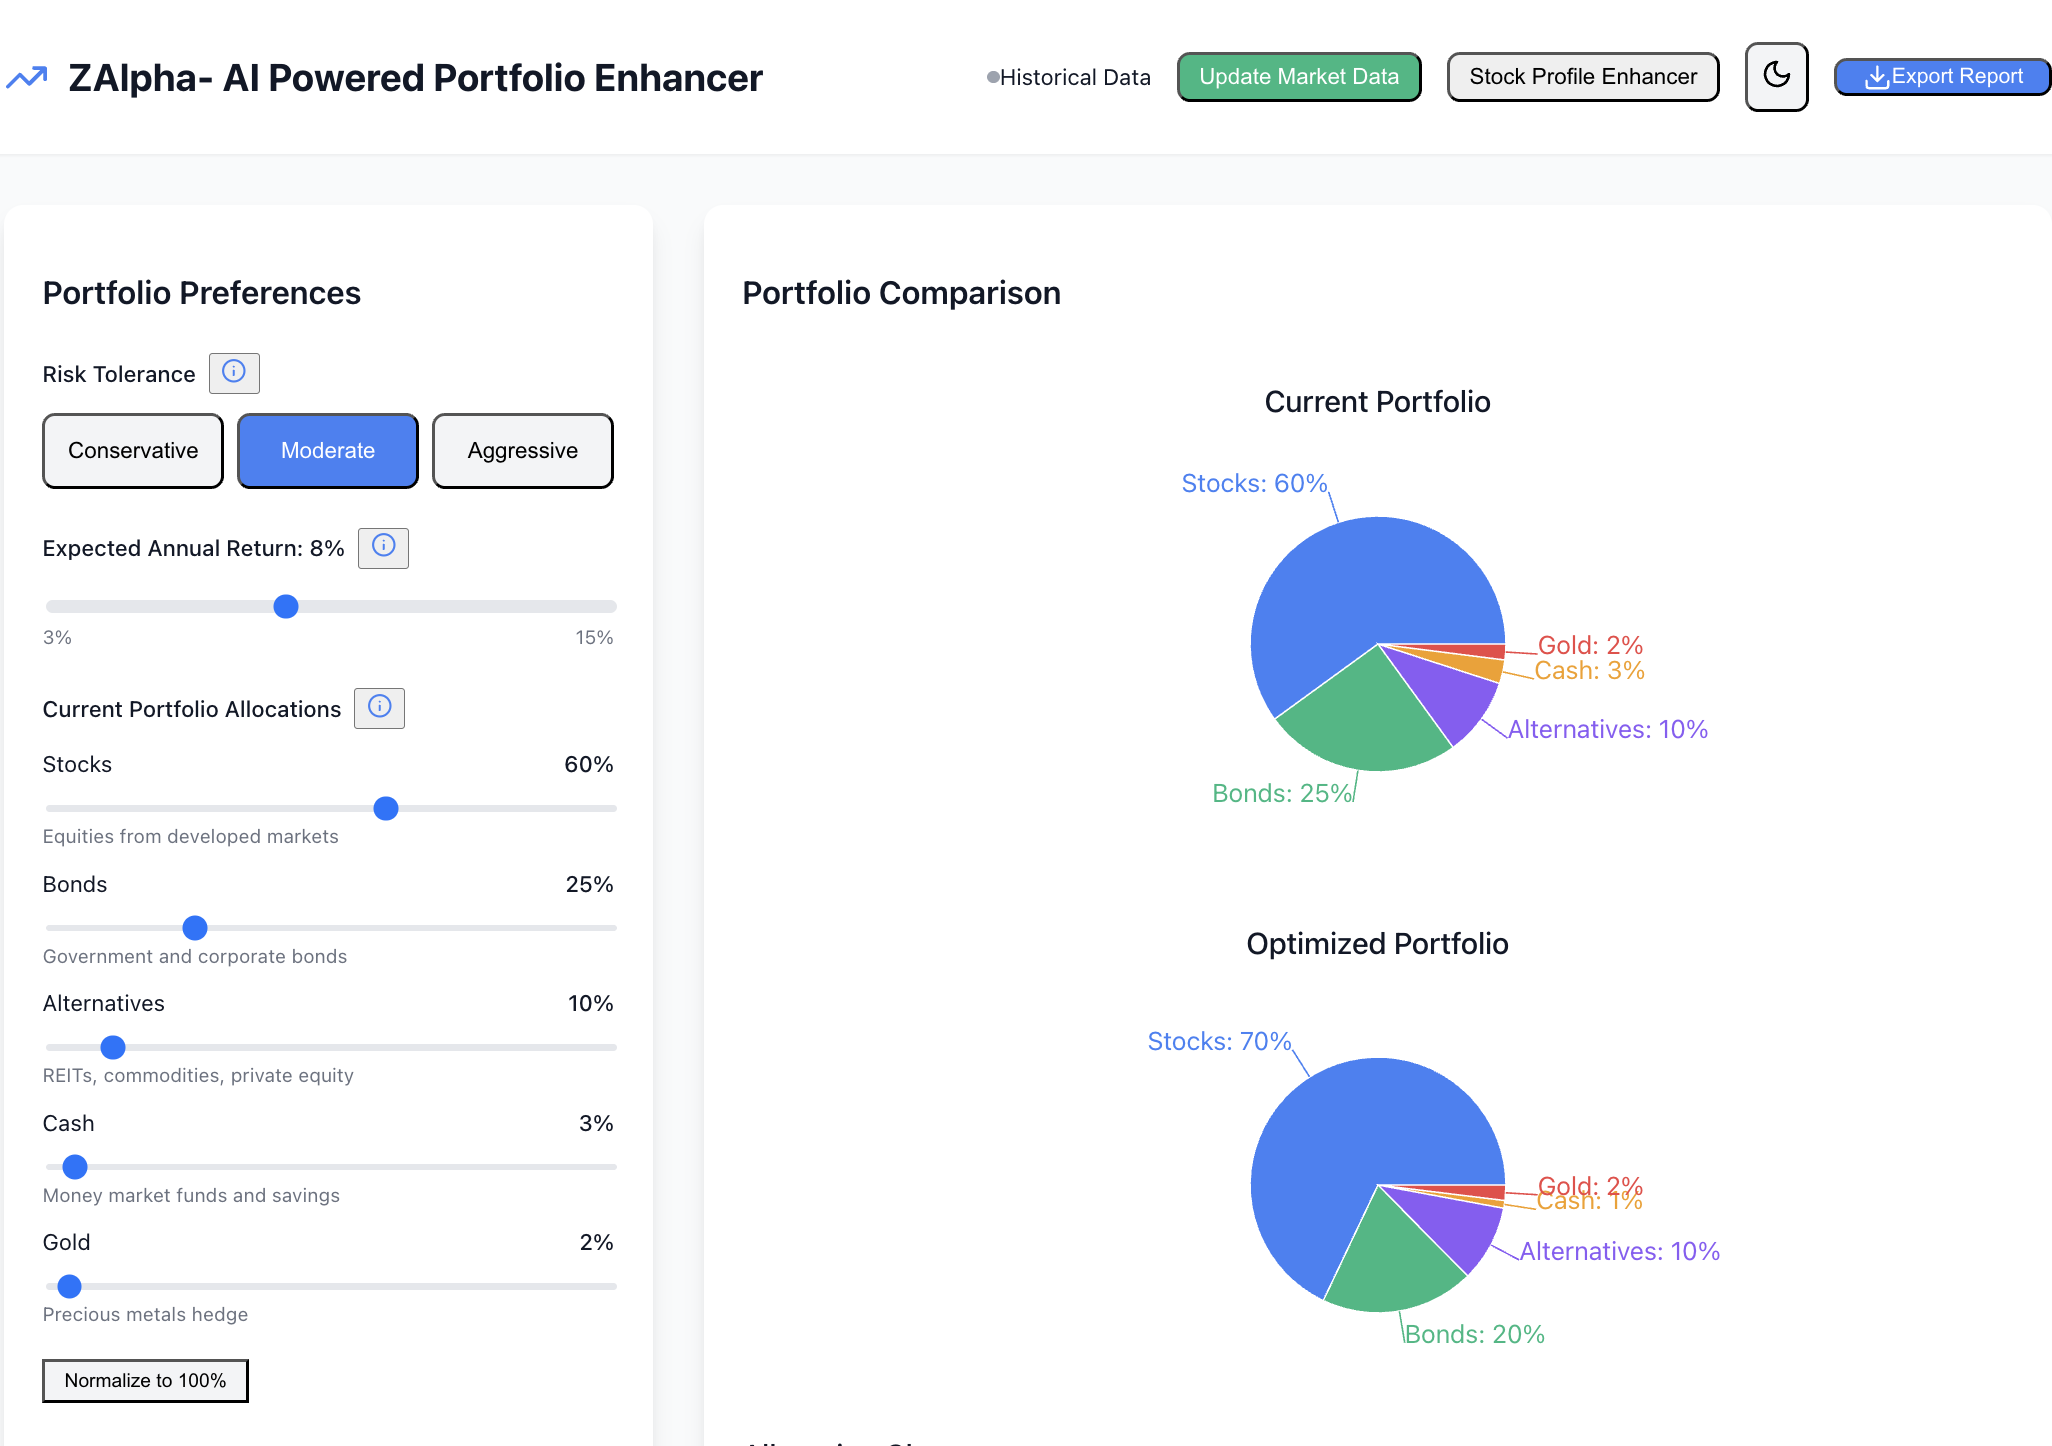 ZAlpha- AI Powered Portfolio Enhancer
Historical Data
Update Market Data
Stock Profile Enhancer
Export Report
Portfolio Preferences
Risk Tolerance
Conservative
Moderate
Aggressive
Expected Annual Return: 8%
3%
15%
Current Portfolio Allocations
Stocks
60%
Equities from developed markets
Bonds
25%
Government and corporate bonds
Alternatives
10%
REITs, commodities, private equity
Cash
3%
Money market funds and savings
Gold
2%
Precious metals hedge
Normalize to 100%
Portfolio Comparison
Current Portfolio
Stocks: 60%
Gold: 2%
Cash: 3%
Alternatives: 10%
Bonds: 25%
Optimized Portfolio
Stocks: 70%
Gold: 2%
Cash: 1%
Alternatives: 10%
Bonds: 20%